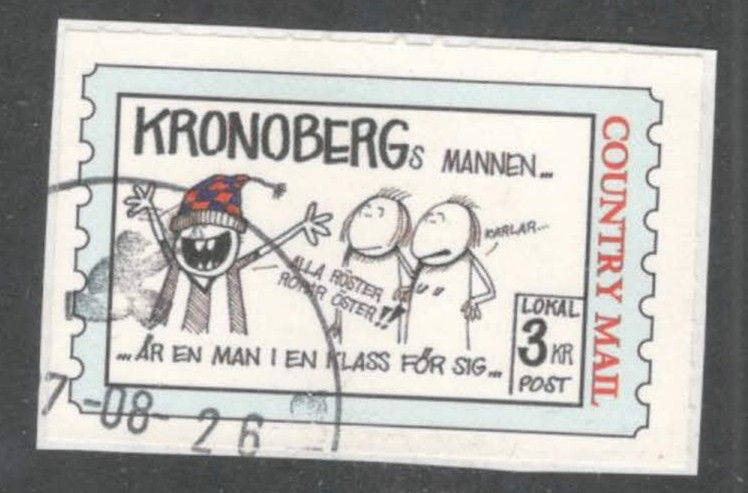 KRONOBERGs MANNEN...
KARLAR...
ALLA RÖSTER
ROPAR ÖSTER!!
...ÄR EN MAN I EN KLASS FÖR SIG...
LOKAL
3 KR
POST
COUNTRY MAIL
7-08-26